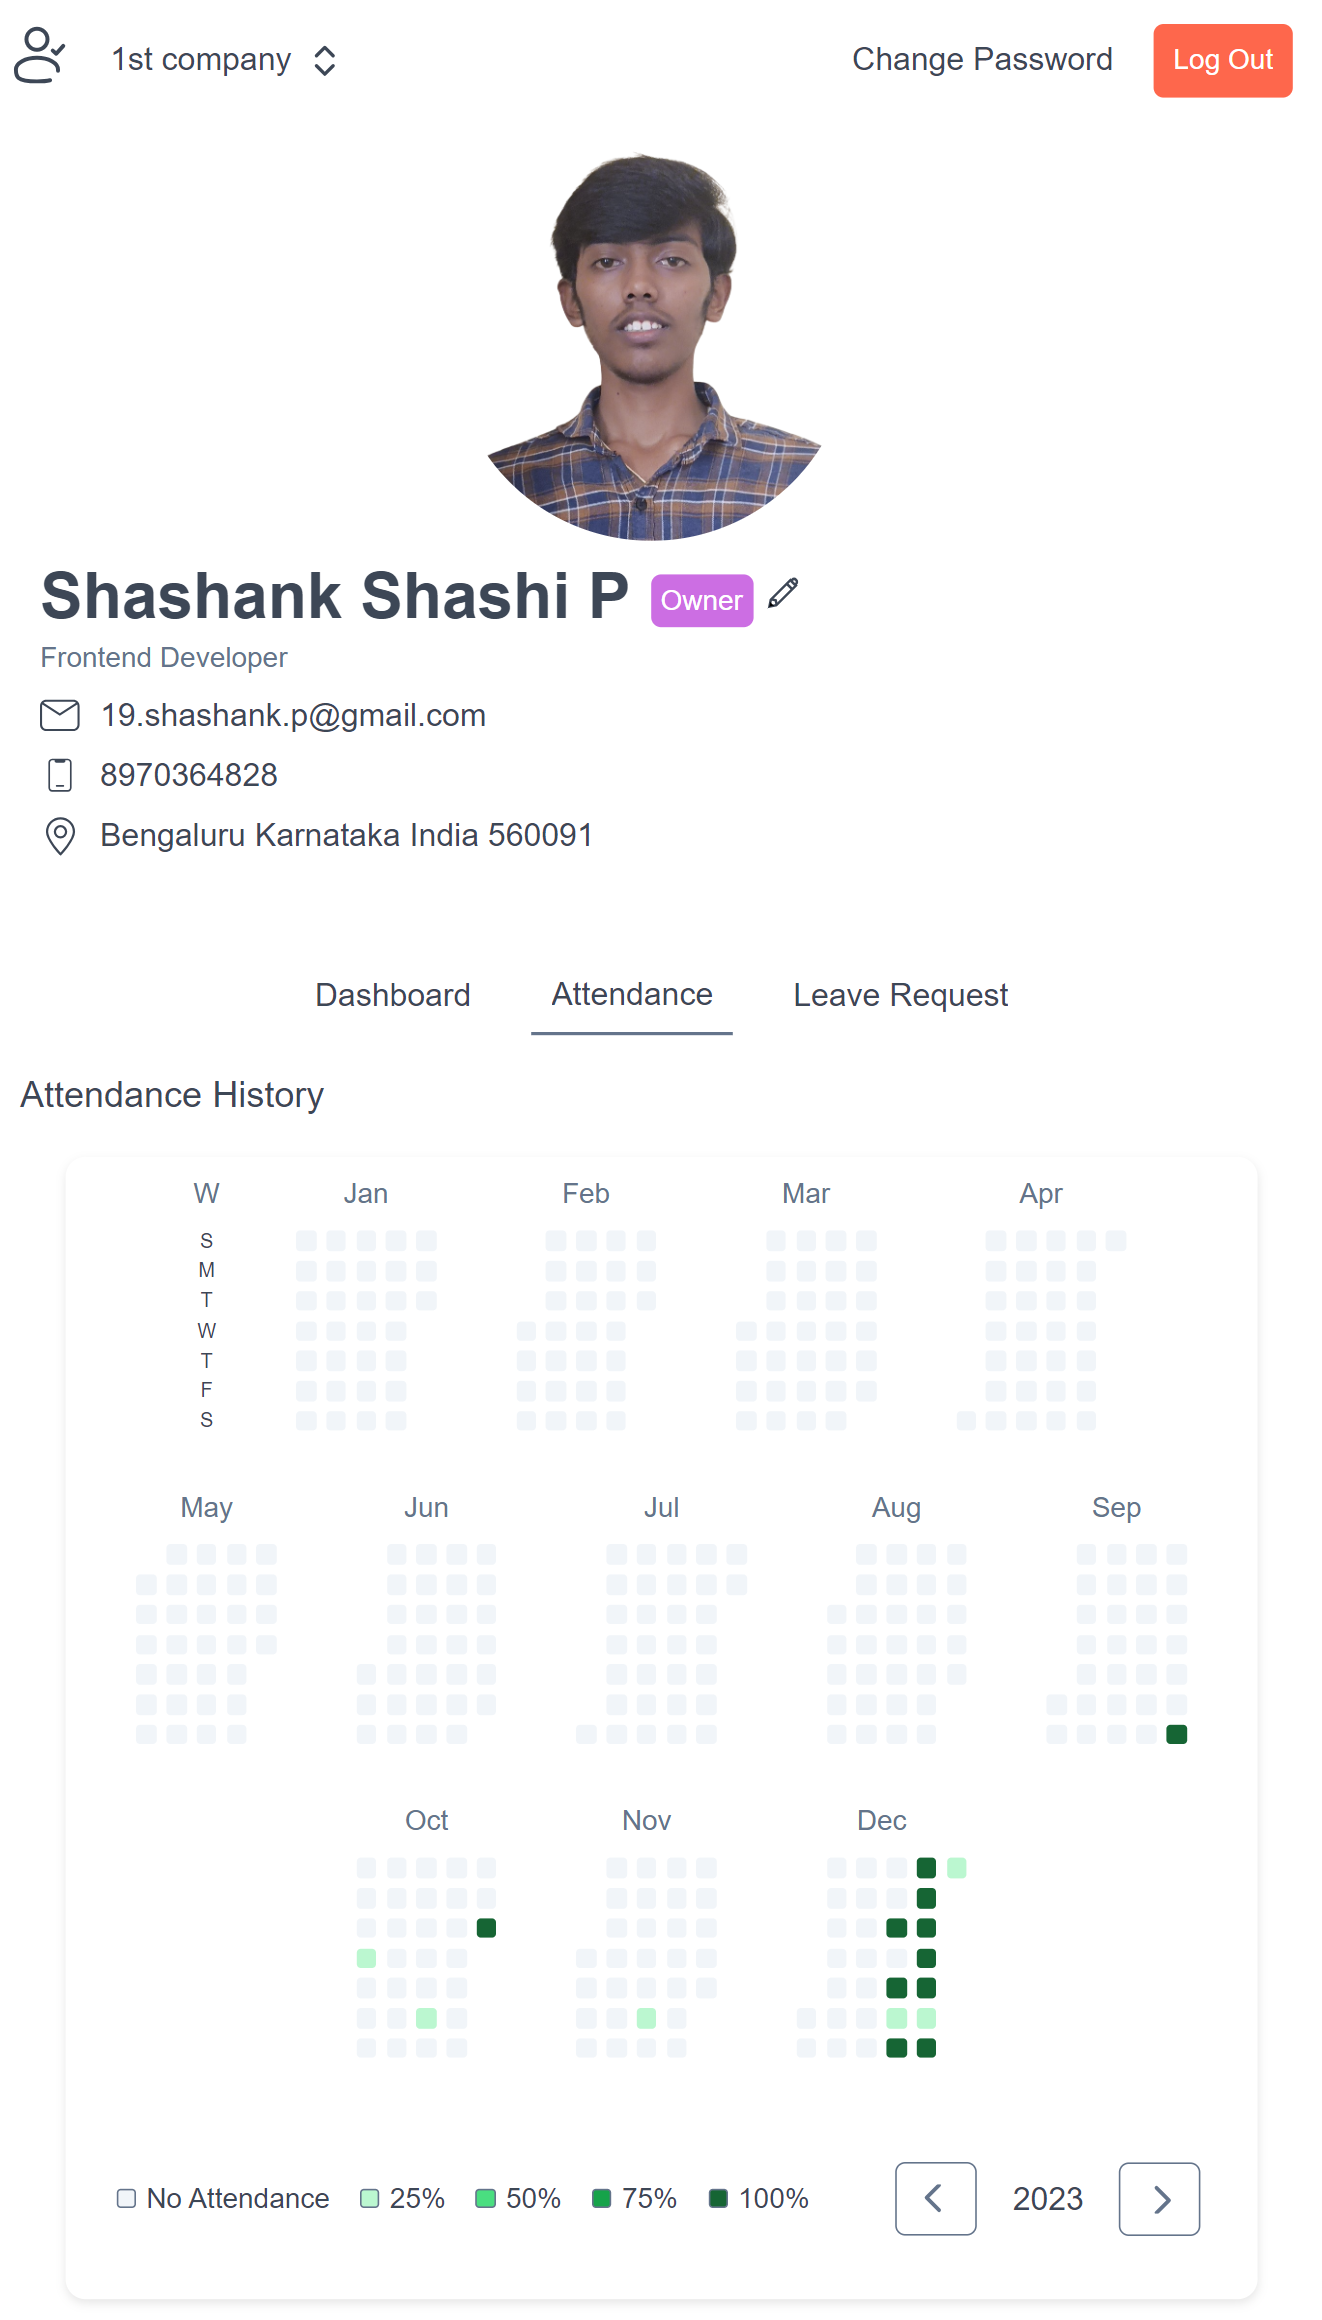 1st company
Change Password
Log Out
Shashank Shashi P Owner
Frontend Developer
19.shashank.p@gmail.com
8970364828
Bengaluru Karnataka India 560091
Dashboard Attendance Leave Request
Attendance History
W Jan Feb Mar Apr
S
M
T
W
T
F
S
May Jun Jul Aug Sep
Oct Nov Dec
No Attendance 25% 50% 75% 100% 2023